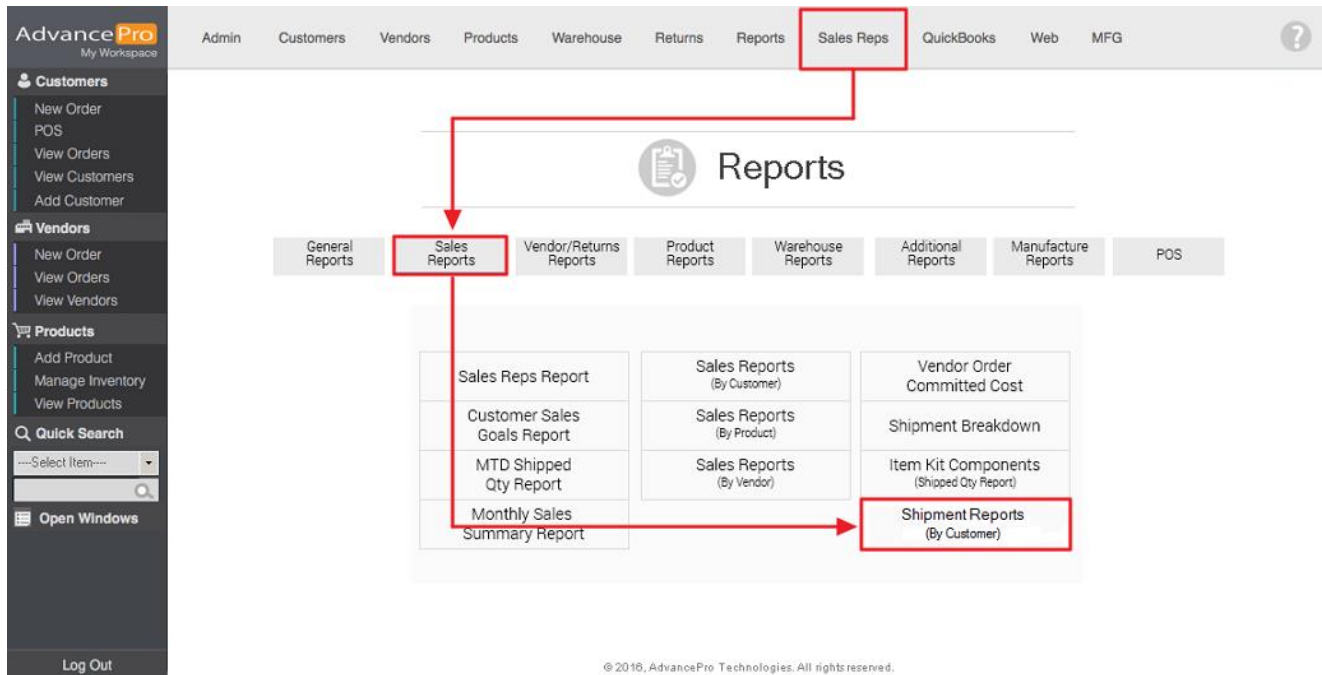 AdvancePro
My Workspace
Admin Customers Vendors Products Warehouse Returns Reports Sales Reps QuickBooks Web MFG ?
Customers
New Order
POS
View Orders
View Customers
Add Customer
Vendors
New Order
View Orders
View Vendors
Products
Add Product
Manage Inventory
View Products
Quick Search
----Select Item----
Open Windows
Log Out
Reports
General
Reports
Sales
Reports
Vendor/Returns
Reports
Product
Reports
Warehouse
Reports
Additional
Reports
Manufacture
Reports
POS
Sales Reps Report
Sales Reports
(By Customer)
Vendor Order
Committed Cost
Customer Sales
Goals Report
Sales Reports
(By Product)
Shipment Breakdown
MTD Shipped
Qty Report
Sales Reports
(By Vendor)
Item Kit Components
(Shipped Qty Report)
Monthly Sales
Summary Report
Shipment Reports
(By Customer)
© 2016, AdvancePro Technologies. All rights reserved.